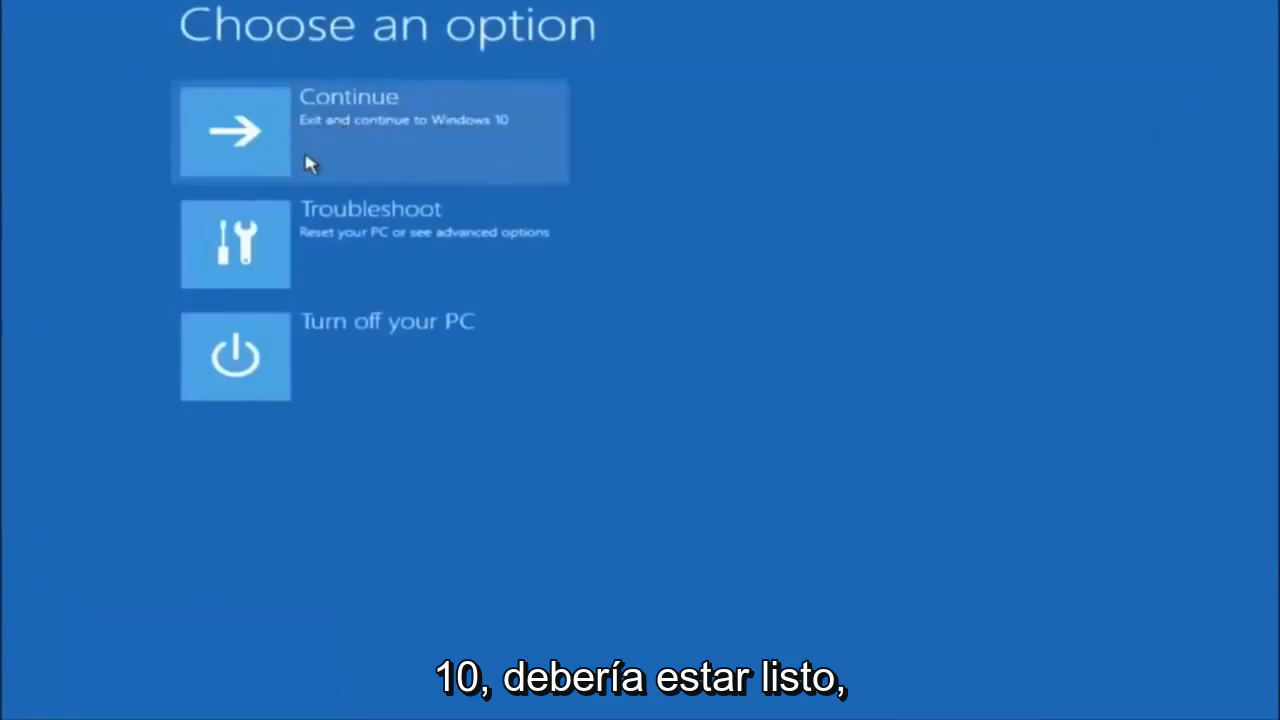 Choose an option
Continue
Exit and continue to Windows 10
Troubleshoot
Reset your PC or see advanced options
Turn off your PC
10, debería estar listo,